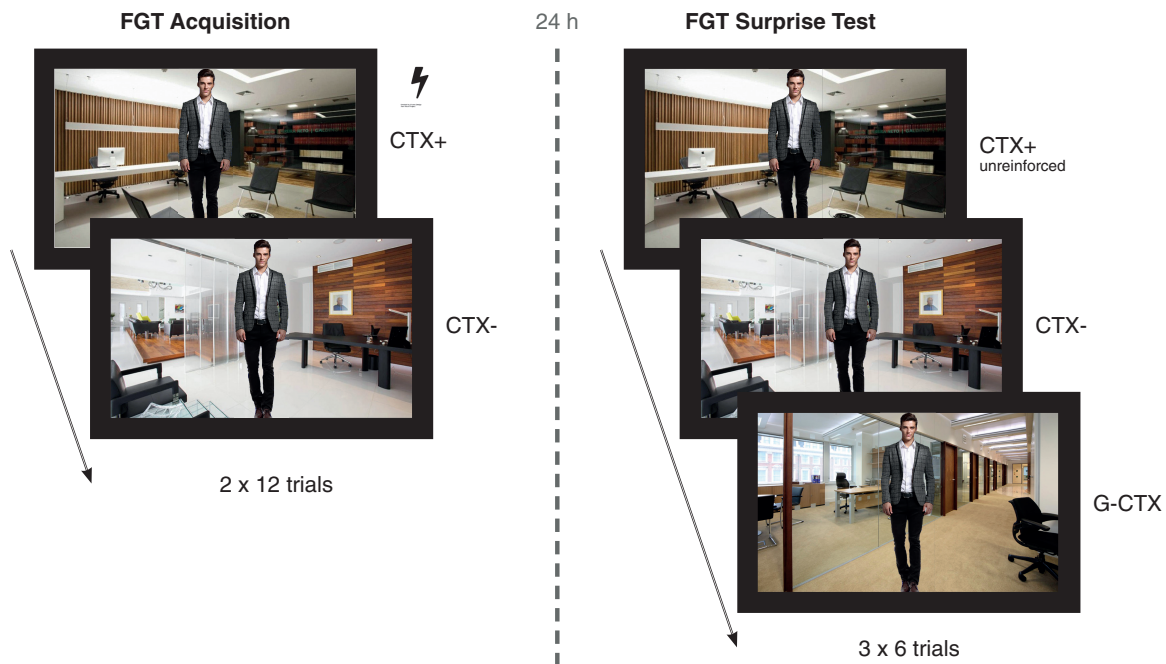 FGT Acquisition
CTX+
CTX-
2 x 12 trials
24 h
FGT Surprise Test
CTX+
unreinforced
CTX-
G-CTX
3 x 6 trials